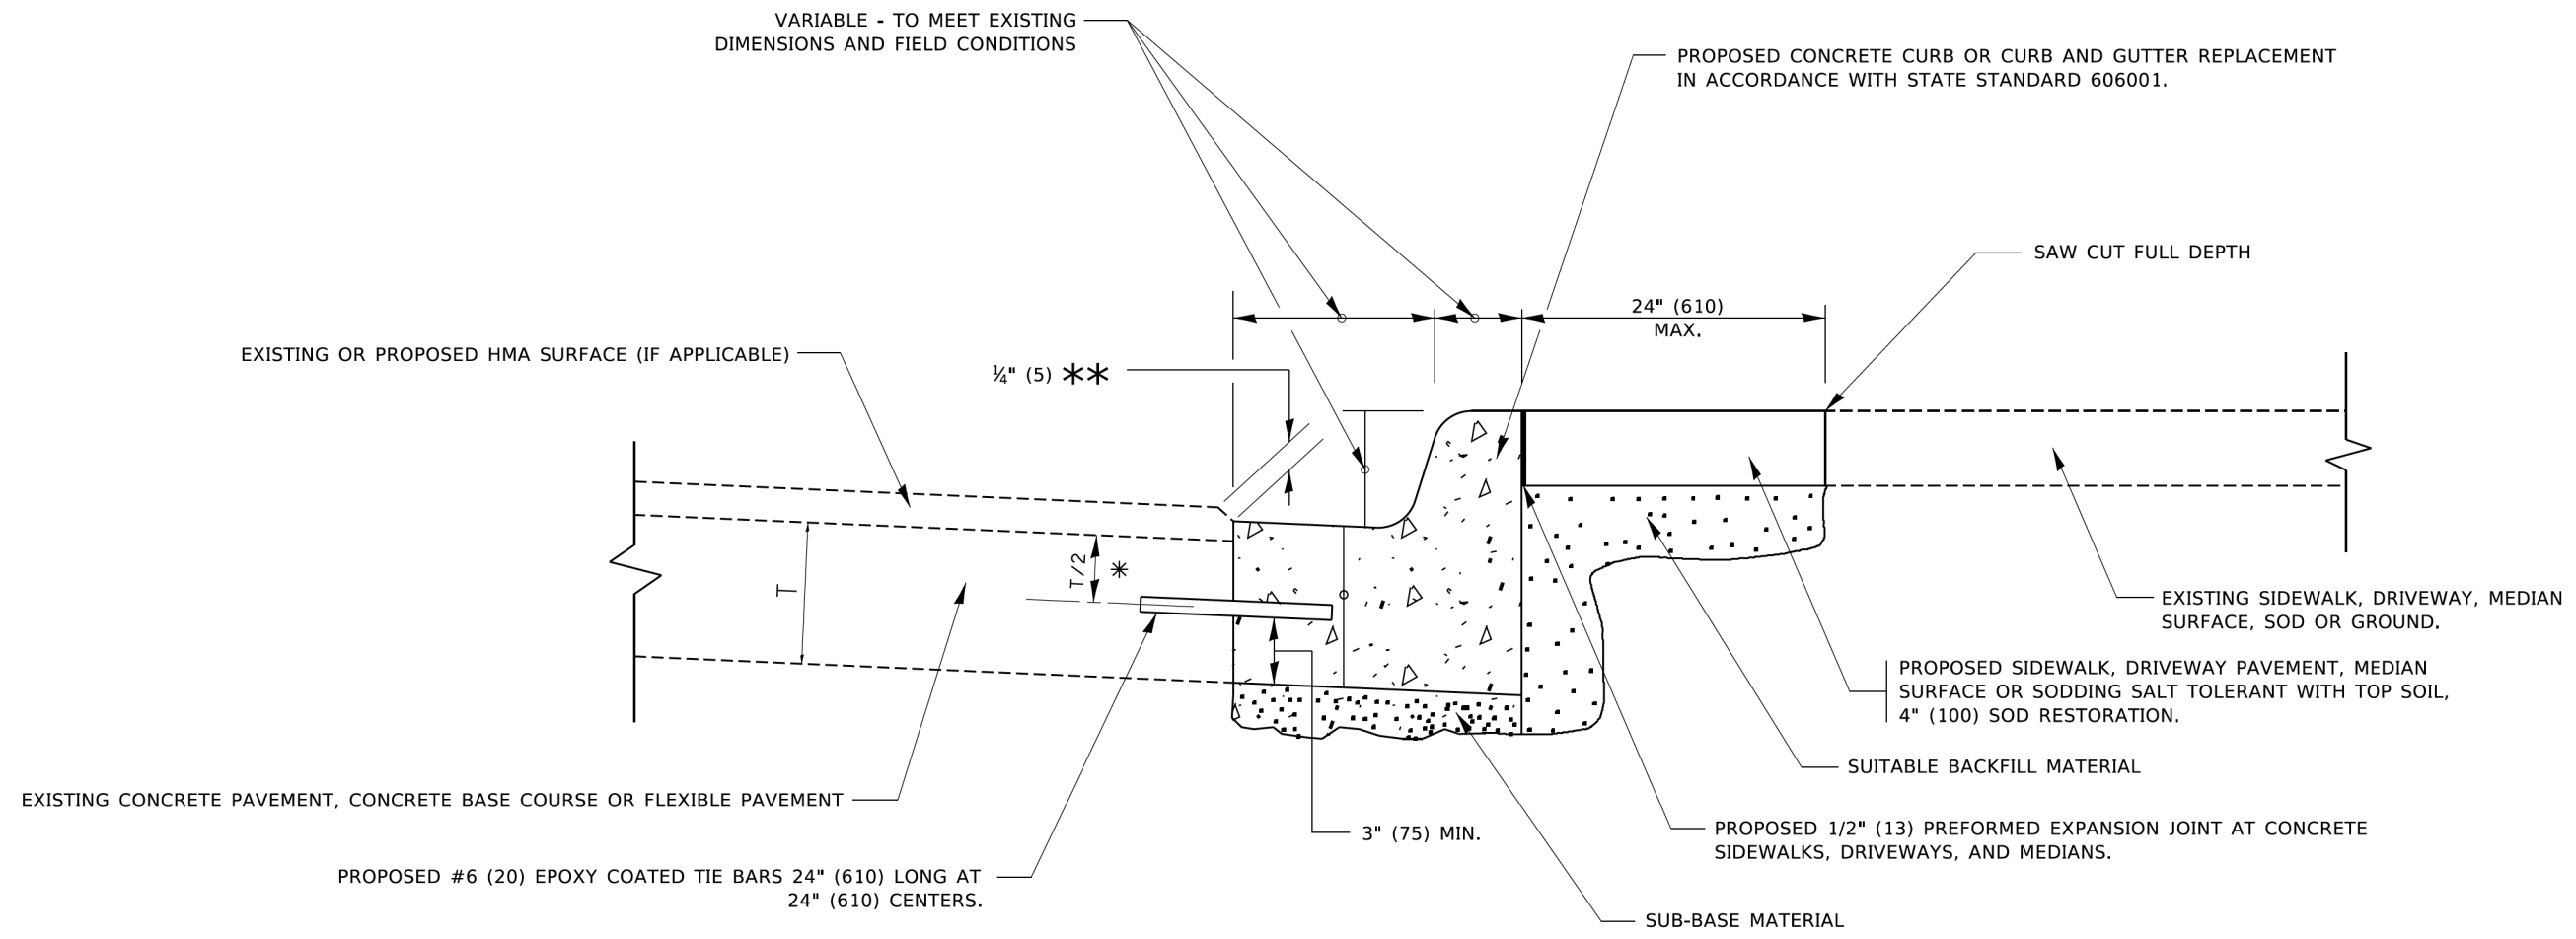 VARIABLE - TO MEET EXISTING
DIMENSIONS AND FIELD CONDITIONS
PROPOSED CONCRETE CURB OR CURB AND GUTTER REPLACEMENT
IN ACCORDANCE WITH STATE STANDARD 606001.
SAW CUT FULL DEPTH
24" (610)
MAX.
EXISTING OR PROPOSED HMA SURFACE (IF APPLICABLE)
¼" (5) **
T/2 *
T
EXISTING SIDEWALK, DRIVEWAY, MEDIAN
SURFACE, SOD OR GROUND.
PROPOSED SIDEWALK, DRIVEWAY PAVEMENT, MEDIAN
SURFACE OR SODDING SALT TOLERANT WITH TOP SOIL,
4" (100) SOD RESTORATION.
SUITABLE BACKFILL MATERIAL
EXISTING CONCRETE PAVEMENT, CONCRETE BASE COURSE OR FLEXIBLE PAVEMENT
3" (75) MIN.
PROPOSED 1/2" (13) PREFORMED EXPANSION JOINT AT CONCRETE
SIDEWALKS, DRIVEWAYS, AND MEDIANS.
PROPOSED #6 (20) EPOXY COATED TIE BARS 24" (610) LONG AT
24" (610) CENTERS.
SUB-BASE MATERIAL